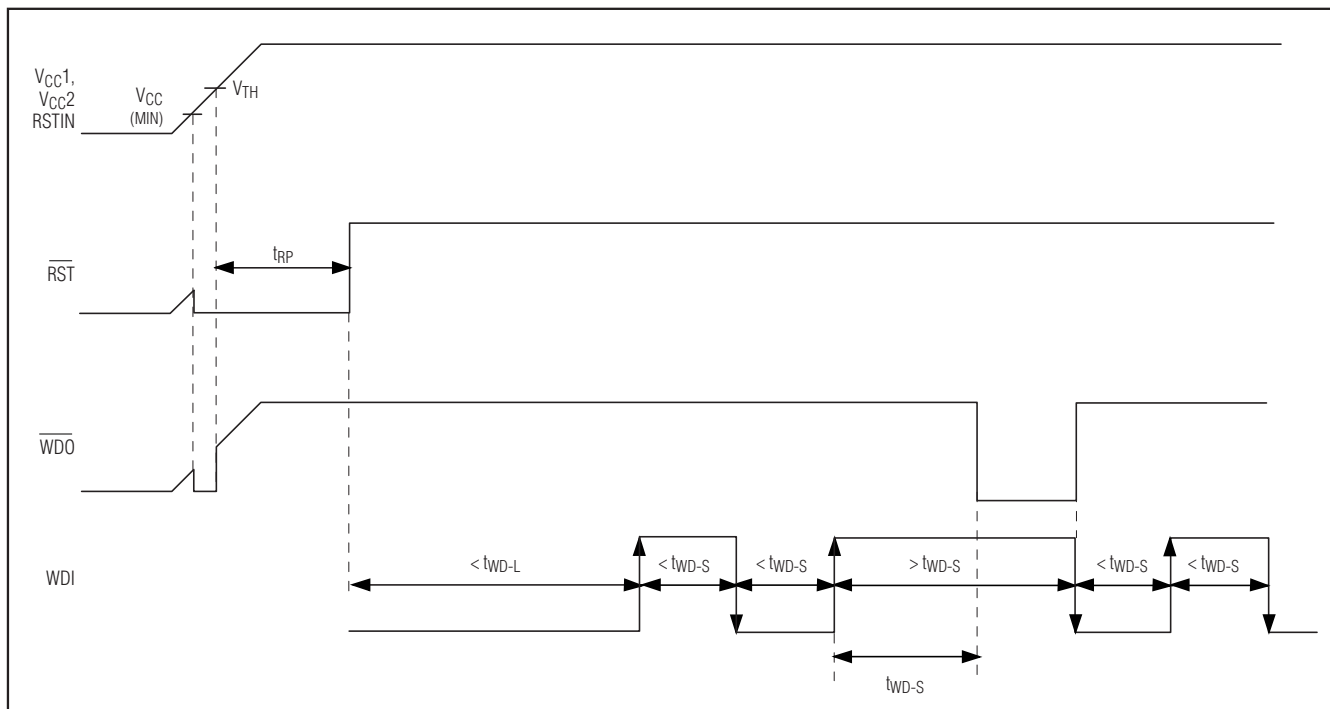 VCC1,
VCC2
RSTIN
VCC
(MIN)
VTH
RST
tRP
WDO
WDI
< tWD-L
< tWD-S
< tWD-S
> tWD-S
< tWD-S
< tWD-S
tWD-S